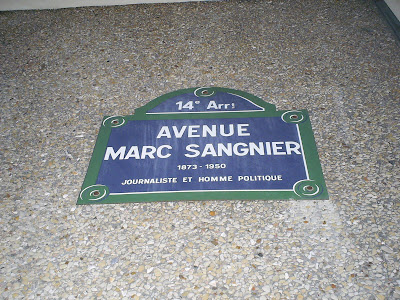 14e Arrt
AVENUE
MARC SANGNIER
1873 - 1950
JOURNALISTE ET HOMME POLITIQUE